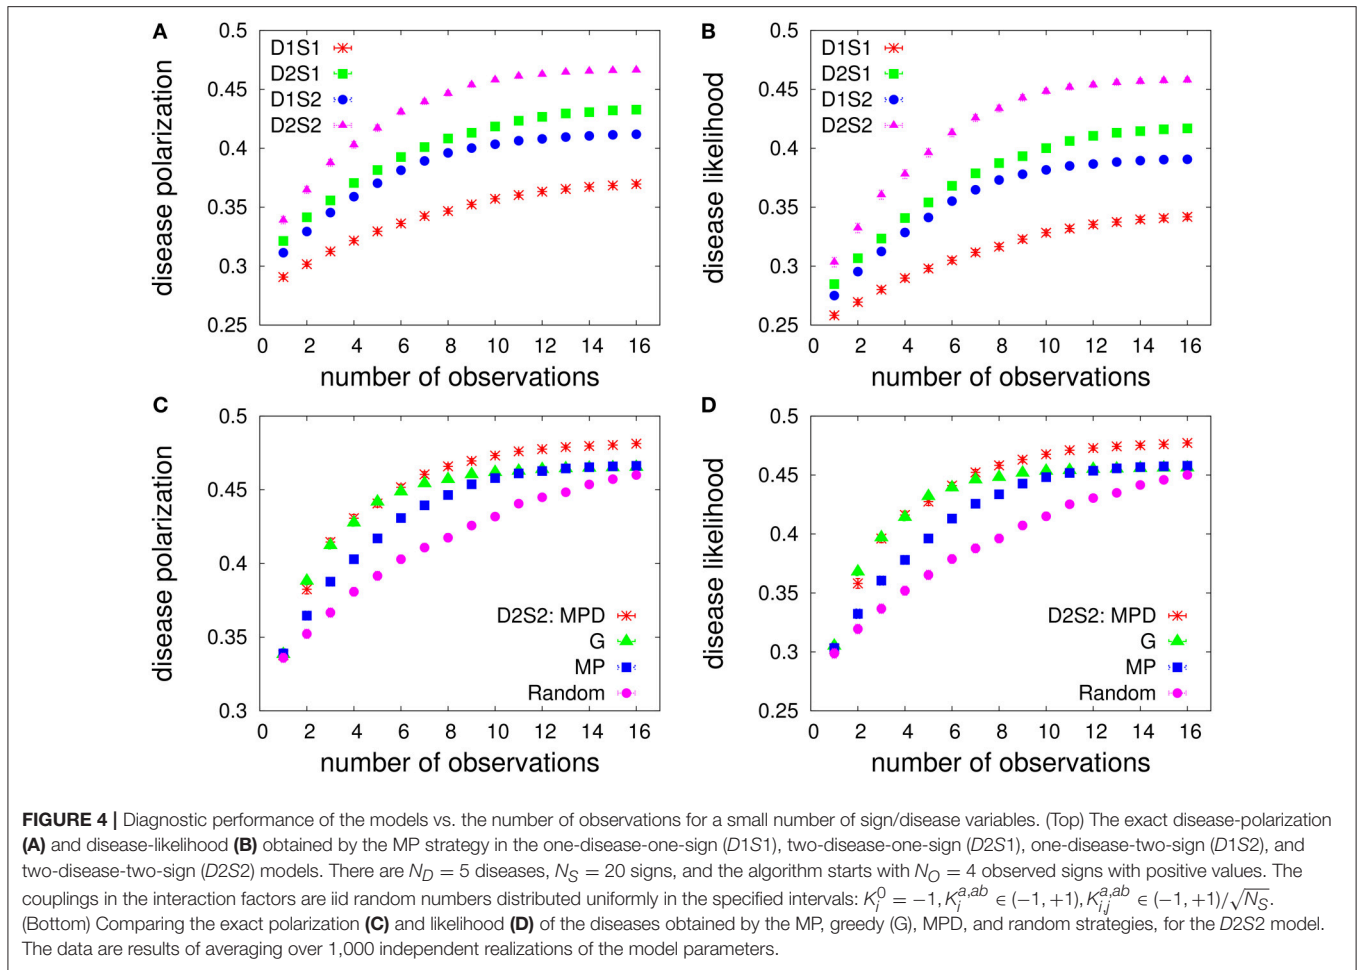 A
disease polarization
0.5
0.45
0.4
0.35
0.3
0.25
D1S1
D2S1
D1S2
D2S2
0 2 4 6 8 10 12 14 16
number of observations
B
disease likelihood
0.5
0.45
0.4
0.35
0.3
0.25
D1S1
D2S1
D1S2
D2S2
0 2 4 6 8 10 12 14 16
number of observations
C
disease polarization
0.5
0.45
0.4
0.35
0.3
D2S2: MPD
G
MP
Random
0 2 4 6 8 10 12 14 16
number of observations
D
disease likelihood
0.5
0.45
0.4
0.35
0.3
0.25
D2S2: MPD
G
MP
Random
0 2 4 6 8 10 12 14 16
number of observations
FIGURE 4 | Diagnostic performance of the models vs. the number of observations for a small number of sign/disease variables. (Top) The exact disease-polarization
(A) and disease-likelihood (B) obtained by the MP strategy in the one-disease-one-sign (D1S1), two-disease-one-sign (D2S1), one-disease-two-sign (D1S2), and
two-disease-two-sign (D2S2) models. There are N_D = 5 diseases, N_S = 20 signs, and the algorithm starts with N_O = 4 observed signs with positive values. The
couplings in the interaction factors are iid random numbers distributed uniformly in the specified intervals: K_i^0 = −1, K_i^{a,ab} ∈ (−1, +1), K_{i,j}^{a,ab} ∈ (−1, +1)/√N_S.
(Bottom) Comparing the exact polarization (C) and likelihood (D) of the diseases obtained by the MP, greedy (G), MPD, and random strategies, for the D2S2 model.
The data are results of averaging over 1,000 independent realizations of the model parameters.